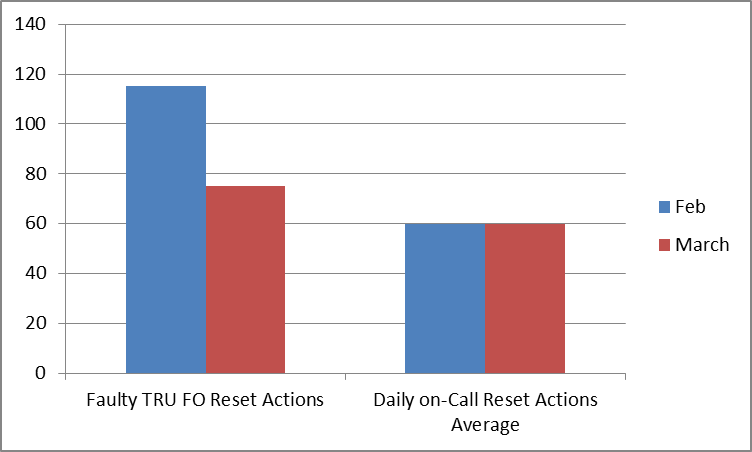 140
120
100
80
60
40
20
0
Faulty TRU FO Reset Actions
Daily on-Call Reset Actions
Average
Feb
March